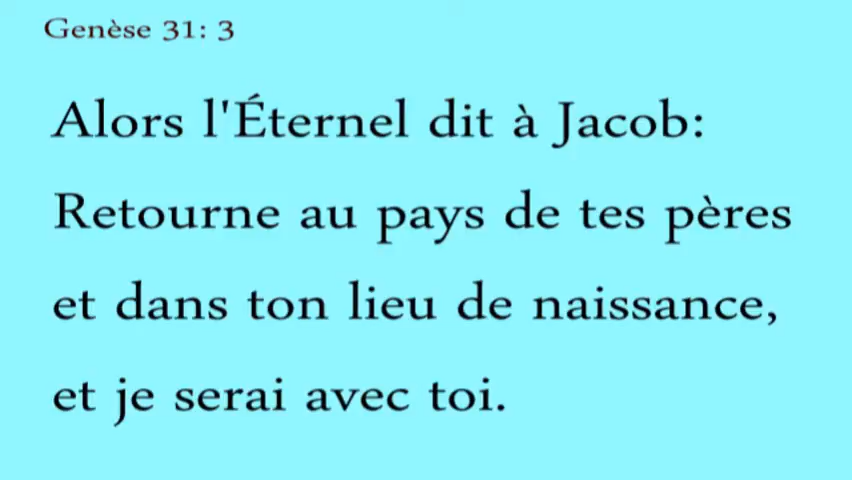 Genèse 31: 3
Alors l'Éternel dit à Jacob:
Retourne au pays de tes pères
et dans ton lieu de naissance,
et je serai avec toi.